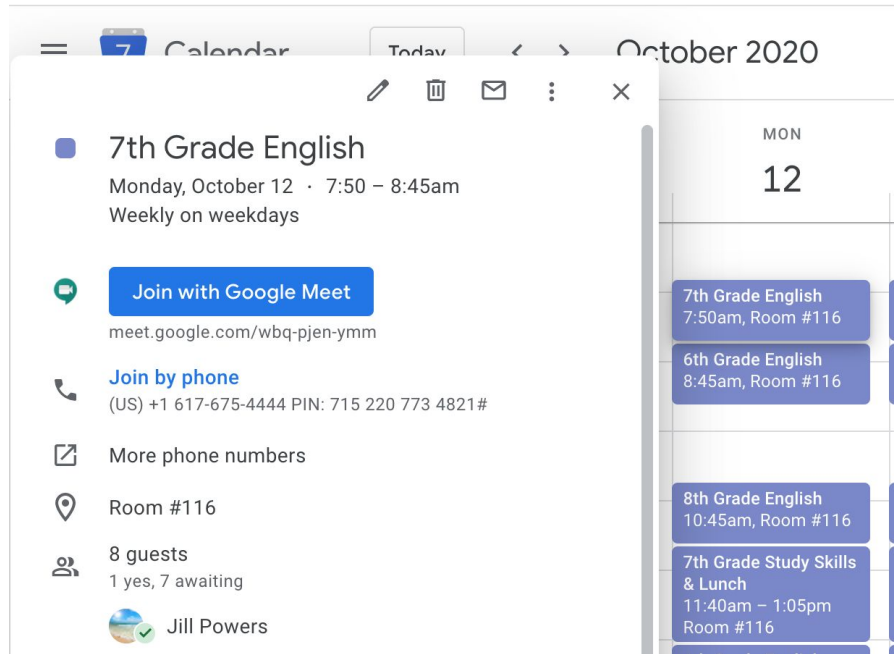 7 Calendar Today October 2020
7th Grade English
Monday, October 12 · 7:50 – 8:45am
Weekly on weekdays
Join with Google Meet
meet.google.com/wbq-pjen-ymm
Join by phone
(US) +1 617-675-4444 PIN: 715 220 773 4821#
More phone numbers
Room #116
8 guests
1 yes, 7 awaiting
Jill Powers
MON
12
7th Grade English
7:50am, Room #116
6th Grade English
8:45am, Room #116
8th Grade English
10:45am, Room #116
7th Grade Study Skills
& Lunch
11:40am – 1:05pm
Room #116